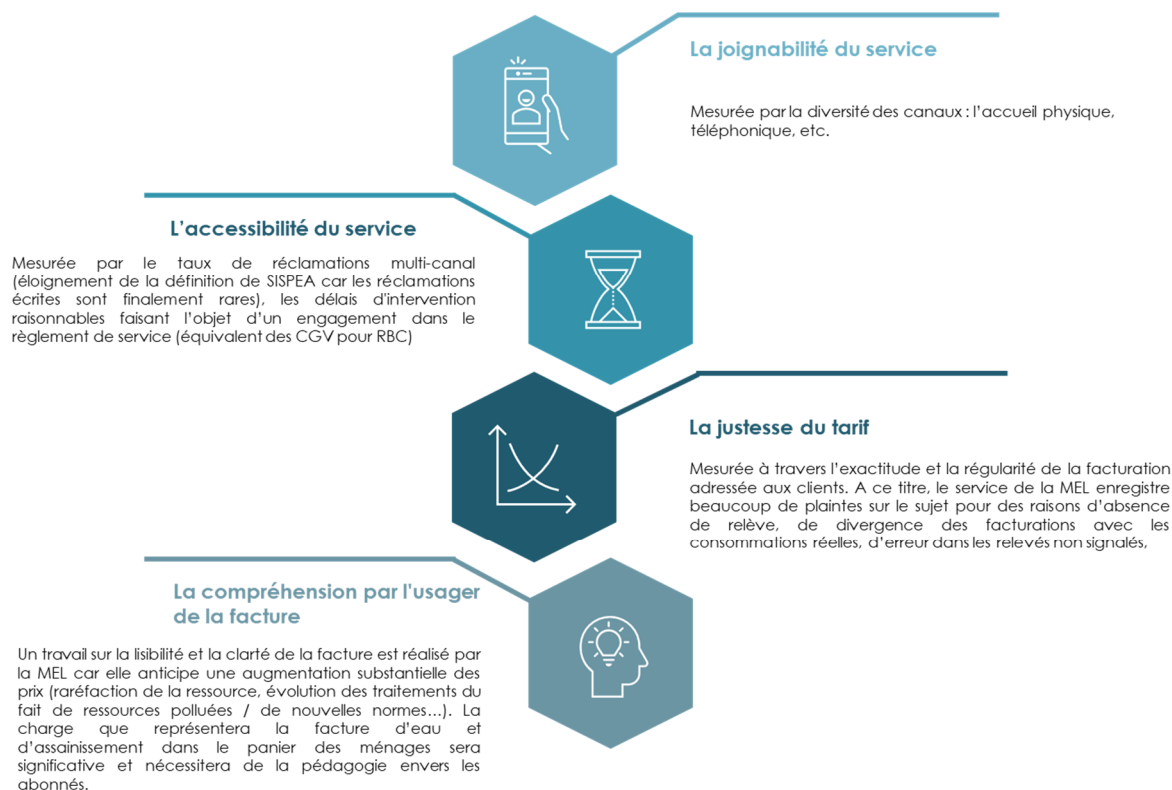 La joignabilité du service
Mesurée par la diversité des canaux : l'accueil physique,
téléphonique, etc.
L'accessibilité du service
Mesurée par le taux de réclamations multi-canal
(éloignement de la définition de SISPEA car les réclamations
écrites sont finalement rares), les délais d'intervention
raisonnables faisant l'objet d'un engagement dans le
règlement de service (équivalent des CGV pour RBC)
La justesse du tarif
Mesurée à travers l'exactitude et la régularité de la facturation
adressée aux clients. A ce titre, le service de la MEL enregistre
beaucoup de plaintes sur le sujet pour des raisons d'absence
de relève, de divergence des facturations avec les
consommations réelles, d'erreur dans les relevés non signalés,
La compréhension par l'usager
de la facture
Un travail sur la lisibilité et la clarté de la facture est réalisé par
la MEL car elle anticipe une augmentation substantielle des
prix (raréfaction de la ressource, évolution des traitements du
fait de ressources polluées / de nouvelles normes...). La
charge que représentera la facture d'eau et
d'assainissement dans le panier des ménages sera
significative et nécessitera de la pédagogie envers les
abonnés.